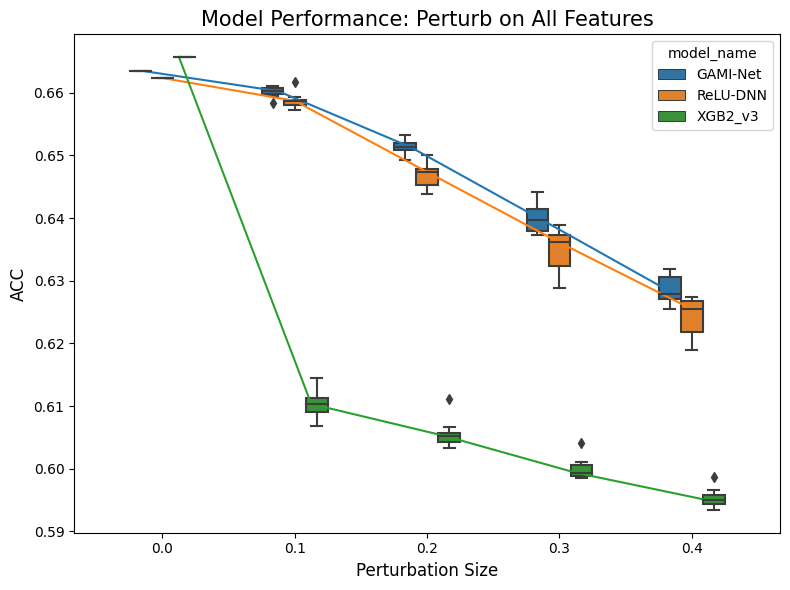 Model Performance: Perturb on All Features
model_name
GAMI-Net
ReLU-DNN
XGB2_v3
ACC
0.66
0.65
0.64
0.63
0.62
0.61
0.60
0.59
0.0
0.1
0.2
0.3
0.4
Perturbation Size